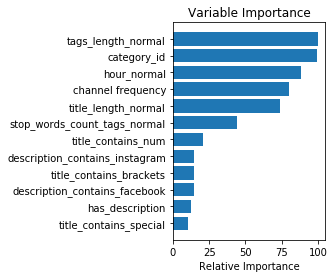 Variable Importance
tags_length_normal
category_id
hour_normal
channel frequency
title_length_normal
stop_words_count_tags_normal
title_contains_num
description_contains_instagram
title_contains_brackets
description_contains_facebook
has_description
title_contains_special
0 25 50 75 100
Relative Importance